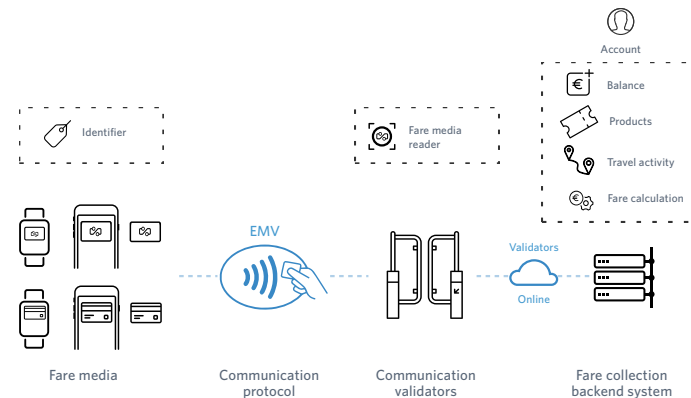 Account
Balance
Products
Travel activity
Fare calculation
Identifier
Fare media
reader
EMV
Validators
Online
Fare media
Communication
protocol
Communication
validators
Fare collection
backend system